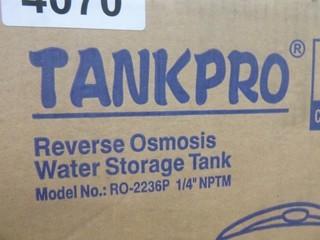 4070
TANKPRO®
Reverse Osmosis
Water Storage Tank
Model No.: RO-2236P 1/4" NPTM